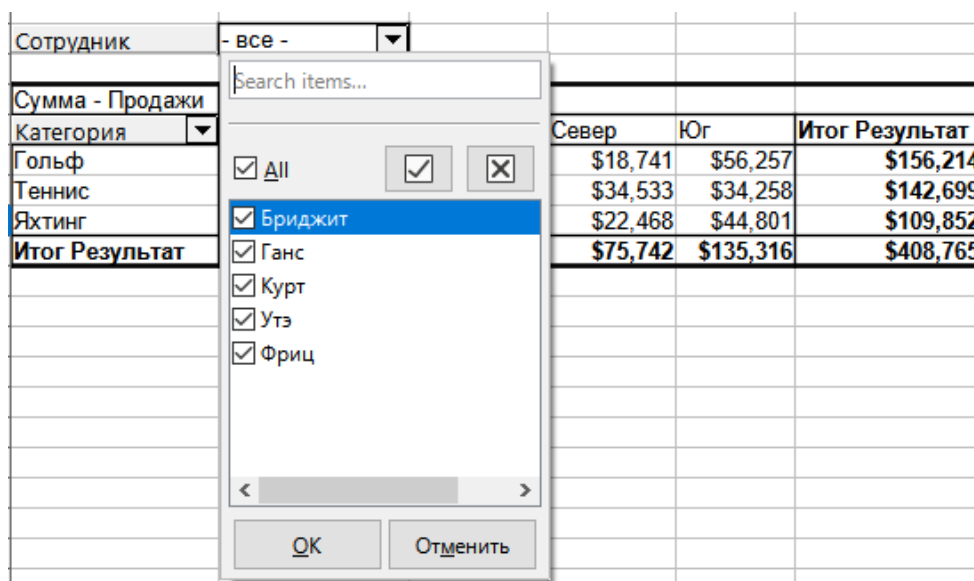 Сотрудник - все -
Search items...
Сумма - Продажи
Категория Север Юг Итог Результат
Гольф $18,741 $56,257 $156,214
Теннис $34,533 $34,258 $142,699
Яхтинг $22,468 $44,801 $109,852
Итог Результат $75,742 $135,316 $408,765
All
Бриджит
Ганс
Курт
Утэ
Фриц
OK Отменить